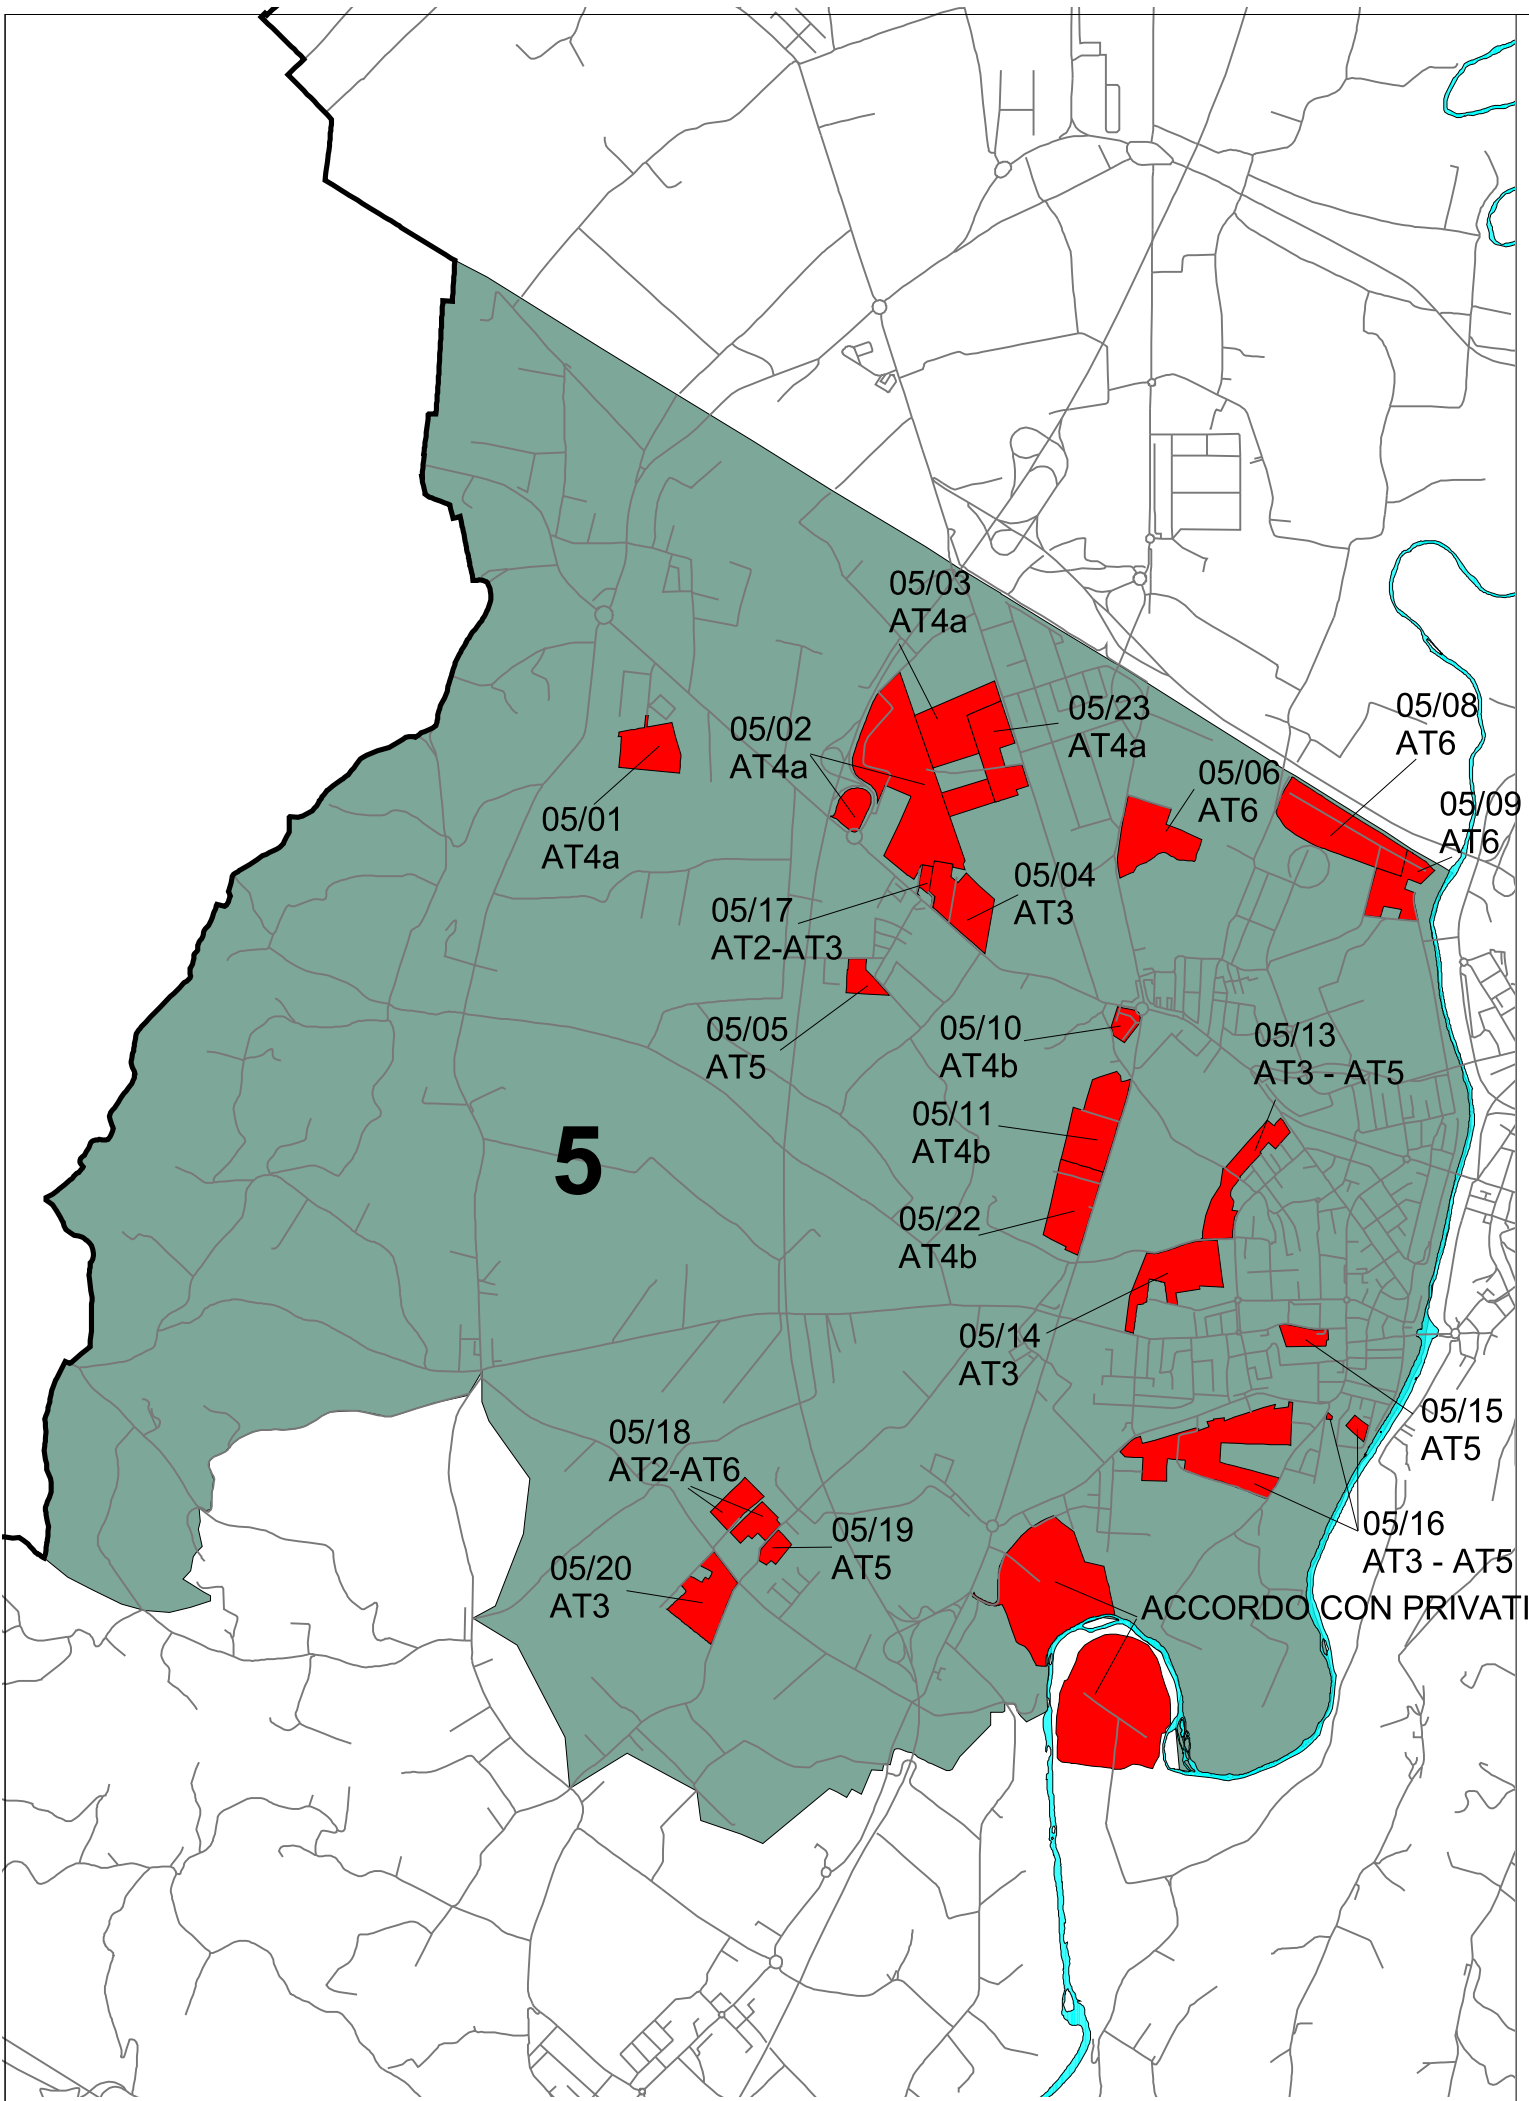 05/03
AT4a
05/23
AT4a
05/08
AT6
05/02
AT4a
05/06
AT6
05/09
AT6
05/01
AT4a
05/04
AT3
05/17
AT2-AT3
05/05
AT5
05/10
AT4b
05/13
AT3 - AT5
05/11
AT4b
5
05/22
AT4b
05/14
AT3
05/15
AT5
05/18
AT2-AT6
05/19
AT5
05/16
AT3 - AT5
05/20
AT3
ACCORDO CON PRIVATI